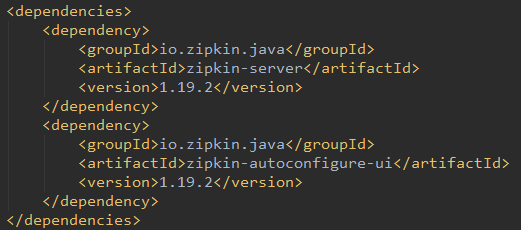 <dependencies>
    <dependency>
        <groupId>io.zipkin.java</groupId>
        <artifactId>zipkin-server</artifactId>
        <version>1.19.2</version>
    </dependency>
    <dependency>
        <groupId>io.zipkin.java</groupId>
        <artifactId>zipkin-autoconfigure-ui</artifactId>
        <version>1.19.2</version>
    </dependency>
</dependencies>